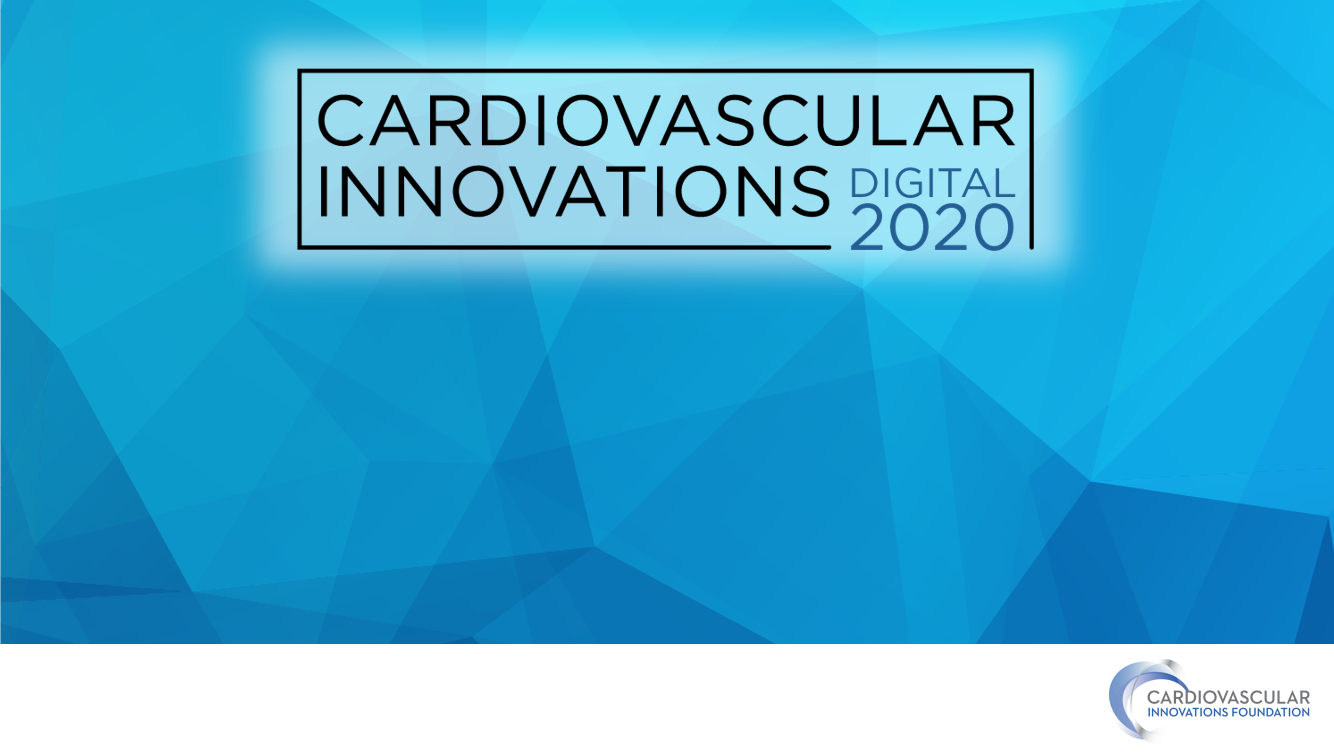 CARDIOVASCULAR
INNOVATIONS DIGITAL
2020
CARDIOVASCULAR
INNOVATIONS FOUNDATION